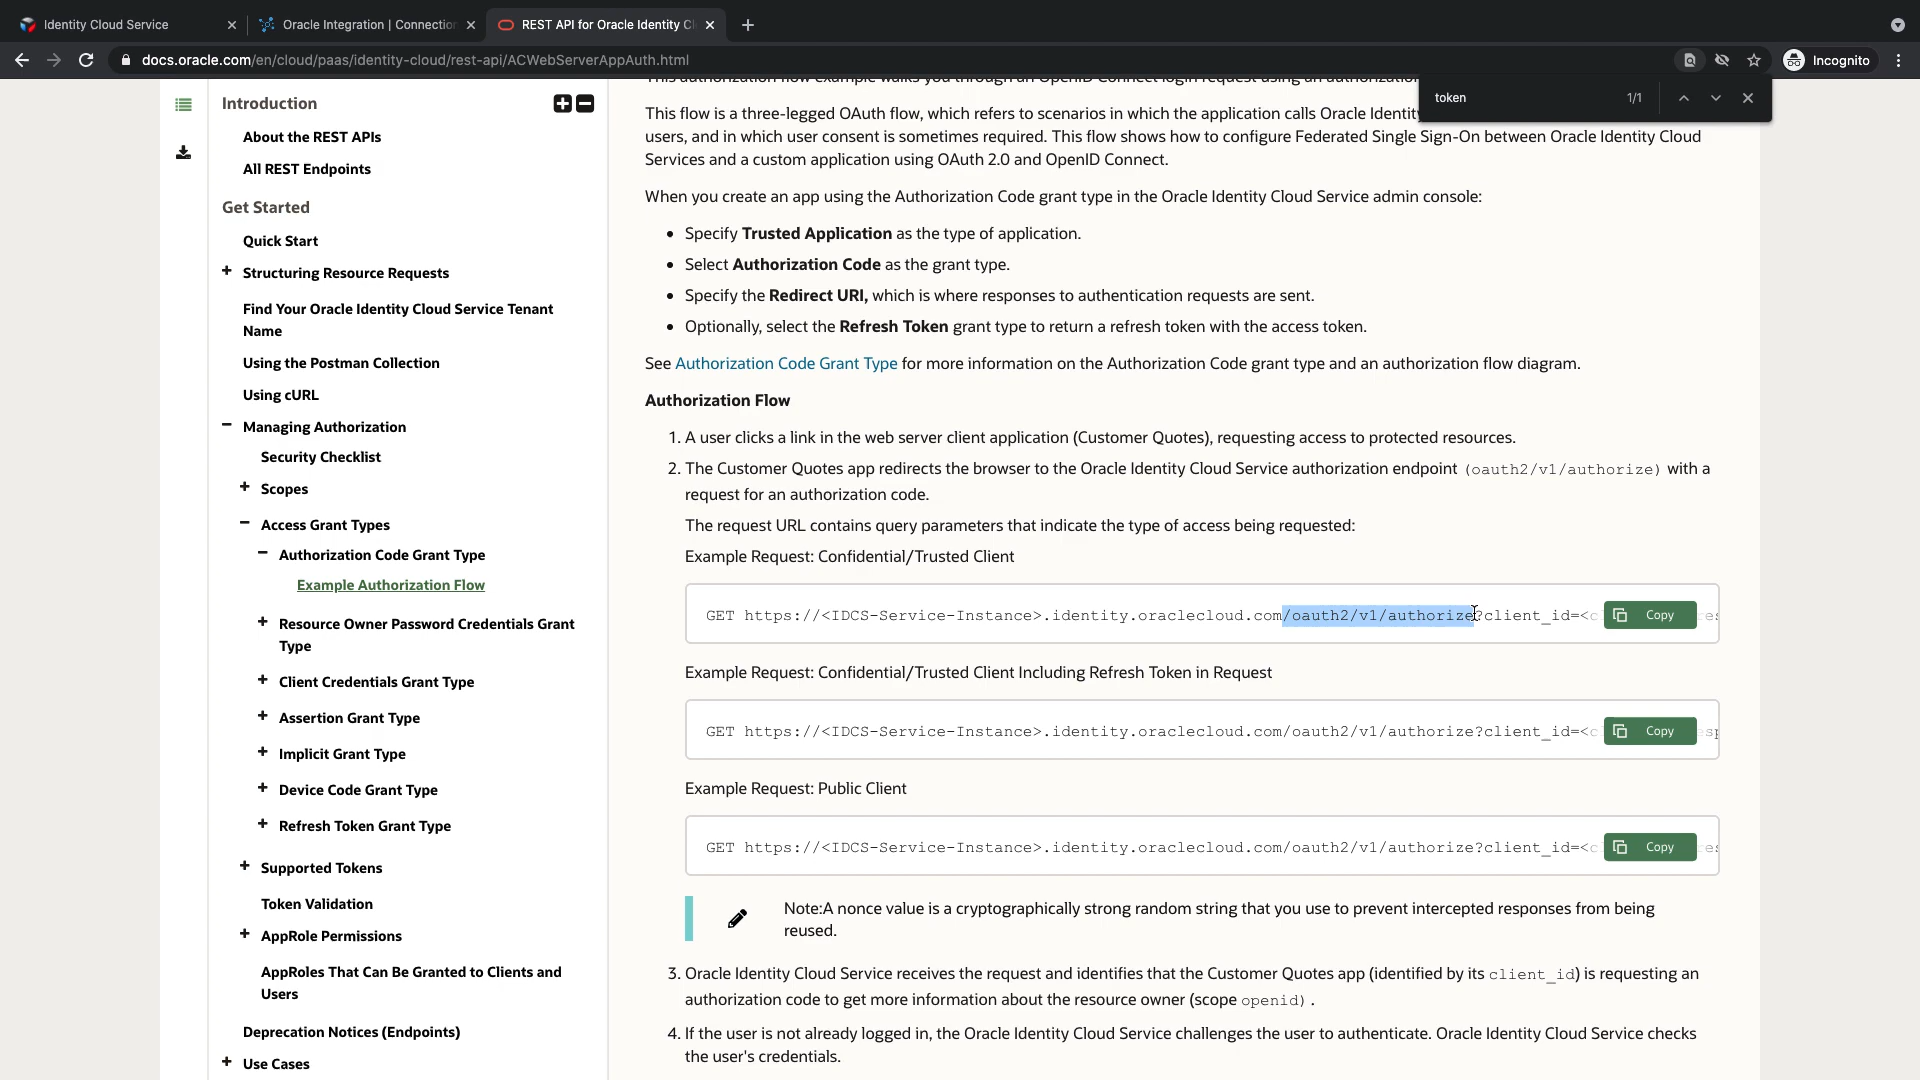 Identity Cloud Service
Oracle Integration | Connection
REST API for Oracle Identity Cl
docs.oracle.com/en/cloud/paas/identity-cloud/rest-api/ACWebServerAppAuth.html
Incognito
token
1/1
Introduction
About the REST APIs
All REST Endpoints
Get Started
Quick Start
Structuring Resource Requests
Find Your Oracle Identity Cloud Service Tenant
Name
Using the Postman Collection
Using cURL
Managing Authorization
Security Checklist
Scopes
Access Grant Types
Authorization Code Grant Type
Example Authorization Flow
Resource Owner Password Credentials Grant
Type
Client Credentials Grant Type
Assertion Grant Type
Implicit Grant Type
Device Code Grant Type
Refresh Token Grant Type
Supported Tokens
Token Validation
AppRole Permissions
AppRoles That Can Be Granted to Clients and
Users
Deprecation Notices (Endpoints)
Use Cases
This authorization flow example walks you through an OpenID Connect login request using an authorization
This flow is a three-legged OAuth flow, which refers to scenarios in which the application calls Oracle Identity
users, and in which user consent is sometimes required. This flow shows how to configure Federated Single Sign-On between Oracle Identity Cloud
Services and a custom application using OAuth 2.0 and OpenID Connect.
When you create an app using the Authorization Code grant type in the Oracle Identity Cloud Service admin console:
Specify Trusted Application as the type of application.
Select Authorization Code as the grant type.
Specify the Redirect URI, which is where responses to authentication requests are sent.
Optionally, select the Refresh Token grant type to return a refresh token with the access token.
See Authorization Code Grant Type for more information on the Authorization Code grant type and an authorization flow diagram.
Authorization Flow
1. A user clicks a link in the web server client application (Customer Quotes), requesting access to protected resources.
2. The Customer Quotes app redirects the browser to the Oracle Identity Cloud Service authorization endpoint (oauth2/v1/authorize) with a
request for an authorization code.
The request URL contains query parameters that indicate the type of access being requested:
Example Request: Confidential/Trusted Client
GET https://<IDCS-Service-Instance>.identity.oraclecloud.com/oauth2/v1/authorize?client_id=<c
Copy
Example Request: Confidential/Trusted Client Including Refresh Token in Request
GET https://<IDCS-Service-Instance>.identity.oraclecloud.com/oauth2/v1/authorize?client_id=<c
Copy
Example Request: Public Client
GET https://<IDCS-Service-Instance>.identity.oraclecloud.com/oauth2/v1/authorize?client_id=<c
Copy
Note:A nonce value is a cryptographically strong random string that you use to prevent intercepted responses from being
reused.
3. Oracle Identity Cloud Service receives the request and identifies that the Customer Quotes app (identified by its client_id) is requesting an
authorization code to get more information about the resource owner (scope openid).
4. If the user is not already logged in, the Oracle Identity Cloud Service challenges the user to authenticate. Oracle Identity Cloud Service checks
the user's credentials.